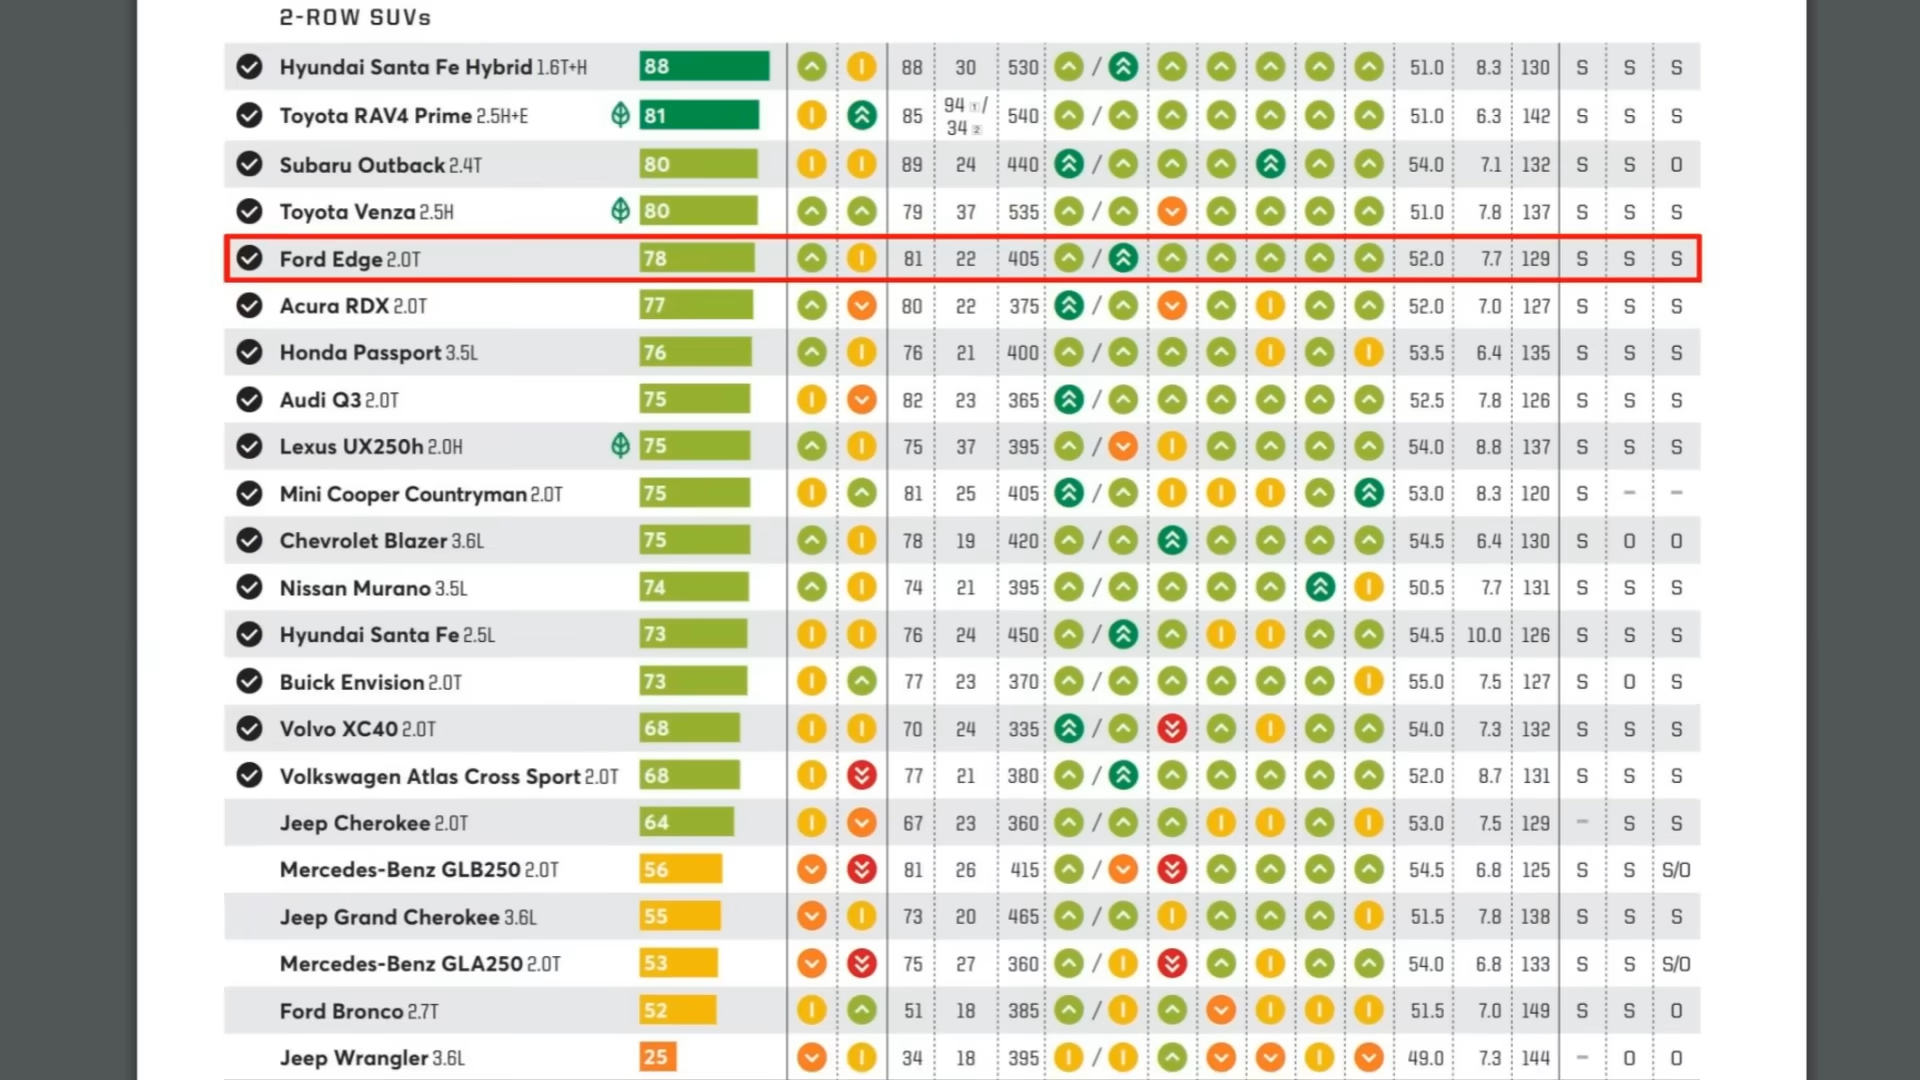 2-ROW SUVs
Hyundai Santa Fe Hybrid 1.6T+H 88 88 30 530 / 51.0 8.3 130 S S S
Toyota RAV4 Prime 2.5H+E 81 85 94 1 / 34 2 540 / 51.0 6.3 142 S S S
Subaru Outback 2.4T 80 89 24 440 / 54.0 7.1 132 S S O
Toyota Venza 2.5H 80 79 37 535 / 51.0 7.8 137 S S S
Ford Edge 2.0T 78 81 22 405 / 52.0 7.7 129 S S S
Acura RDX 2.0T 77 80 22 375 / 52.0 7.0 127 S S S
Honda Passport 3.5L 76 76 21 400 / 53.5 6.4 135 S S S
Audi Q3 2.0T 75 82 23 365 / 52.5 7.8 126 S S S
Lexus UX250h 2.0H 75 75 37 395 / 54.0 8.8 137 S S S
Mini Cooper Countryman 2.0T 75 81 25 405 / 53.0 8.3 120 S – –
Chevrolet Blazer 3.6L 75 78 19 420 / 54.5 6.4 130 S O O
Nissan Murano 3.5L 74 74 21 395 / 50.5 7.7 131 S S S
Hyundai Santa Fe 2.5L 73 76 24 450 / 54.5 10.0 126 S S S
Buick Envision 2.0T 73 77 23 370 / 55.0 7.5 127 S O S
Volvo XC40 2.0T 68 70 24 335 / 54.0 7.3 132 S S S
Volkswagen Atlas Cross Sport 2.0T 68 77 21 380 / 52.0 8.7 131 S S S
Jeep Cherokee 2.0T 64 67 23 360 / 53.0 7.5 129 – S S
Mercedes-Benz GLB250 2.0T 56 81 26 415 / 54.5 6.8 125 S S S/O
Jeep Grand Cherokee 3.6L 55 73 20 465 / 51.5 7.8 138 S S S
Mercedes-Benz GLA250 2.0T 53 75 27 360 / 54.0 6.8 133 S S S/O
Ford Bronco 2.7T 52 51 18 385 / 51.5 7.0 149 S S O
Jeep Wrangler 3.6L 25 34 18 395 / 49.0 7.3 144 – O O